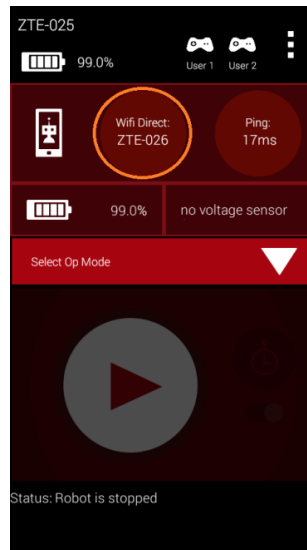 ZTE-025
99.0%
User 1 User 2
Wifi Direct:
ZTE-026
Ping:
17ms
99.0%
no voltage sensor
Select Op Mode
Status: Robot is stopped